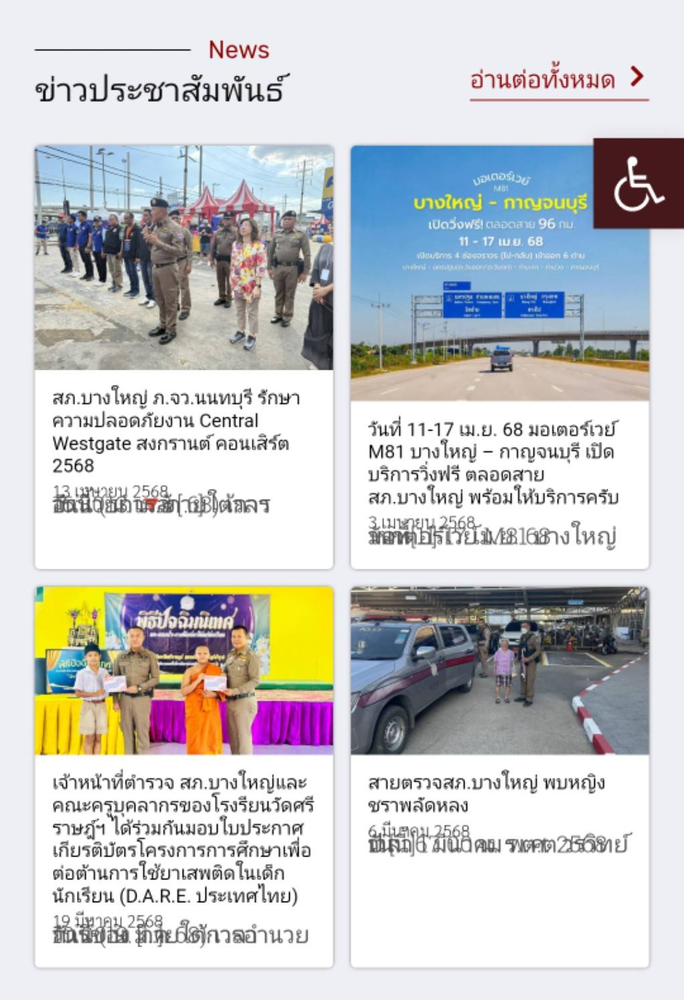 News
ข่าวประชาสัมพันธ์
อ่านต่อทั้งหมด
มอเตอร์เวย์
M81
บางใหญ่ - กาญจนบุรี
เปิดวิ่งฟรี! ตลอดสาย 96 กม.
11 - 17 เม.ย. 68
เปิดบริการ 4 ช่องจราจร (ไป-กลับ) เข้าออก 6 ด่าน
สภ.บางใหญ่ ภ.จว.นนทบุรี รักษา
ความปลอดภัยงาน Central
Westgate สงกรานต์ คอนเสิร์ต
2568
13 เมษายน 2568
วันที่ 11-17 เม.ย. 68 มอเตอร์เวย์
M81 บางใหญ่ – กาญจนบุรี เปิด
บริการวิ่งฟรี ตลอดสาย
สภ.บางใหญ่ พร้อมให้บริการครับ
3 เมษายน 2568
พิธีปัจฉิมนิเทศ
เจ้าหน้าที่ตำรวจ สภ.บางใหญ่และ
คณะครูบุคลากรของโรงเรียนวัดศรี
ราษฎ์ฯ ได้ร่วมกันมอบใบประกาศ
เกียรติบัตรโครงการการศึกษาเพื่อ
ต่อต้านการใช้ยาเสพติดในเด็ก
นักเรียน (D.A.R.E. ประเทศไทย)
19 มีนาคม 2568
สายตรวจสภ.บางใหญ่ พบหญิง
ชราพลัดหลง
6 มีนาคม 2568